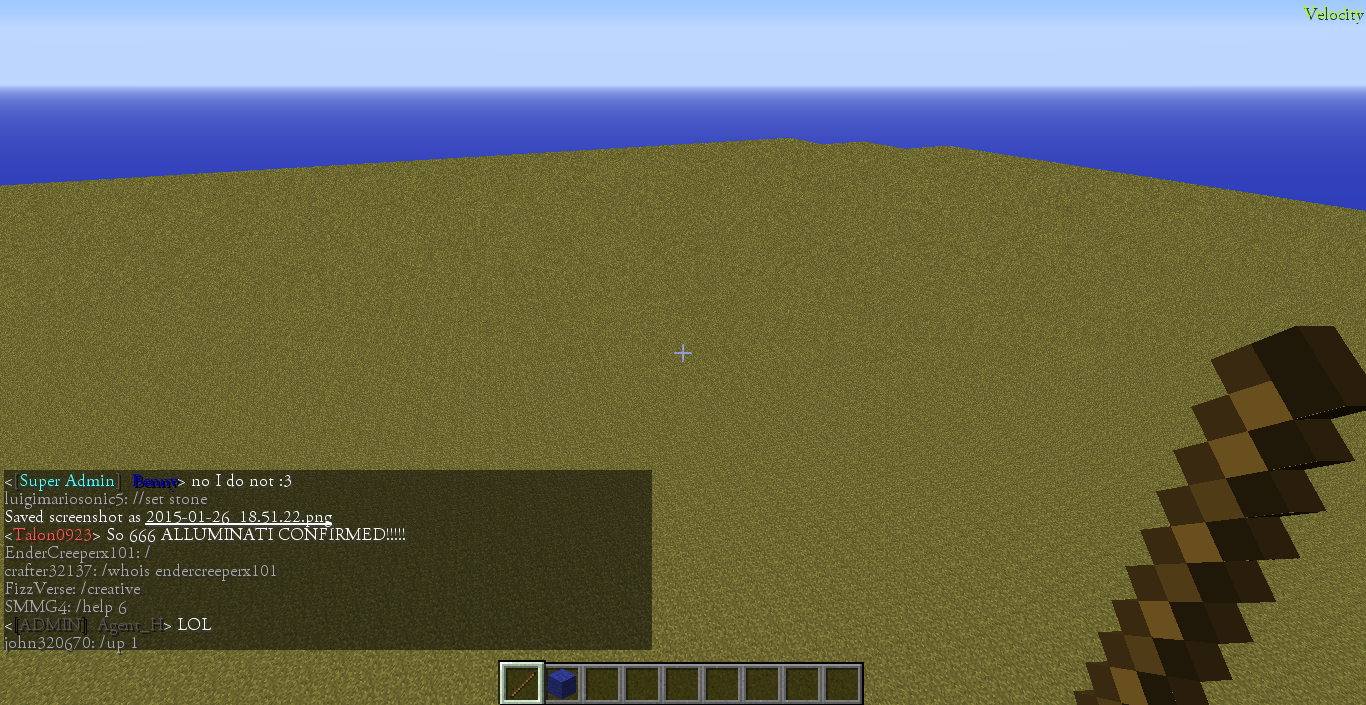 Velocity
<[Super Admin] Benny> no I do not :3
luigimariosonic5: //set stone
Saved screenshot as 2015-01-26_18.51.22.png
<Talon0923> So 666 ALLUMINATI CONFIRMED!!!!!
EnderCreeperx101: /
crafter32137: /whois endercreeperx101
FizzVerse: /creative
SMMG4: /help 6
<[ADMIN] Agent_H> LOL
john320670: /up 1